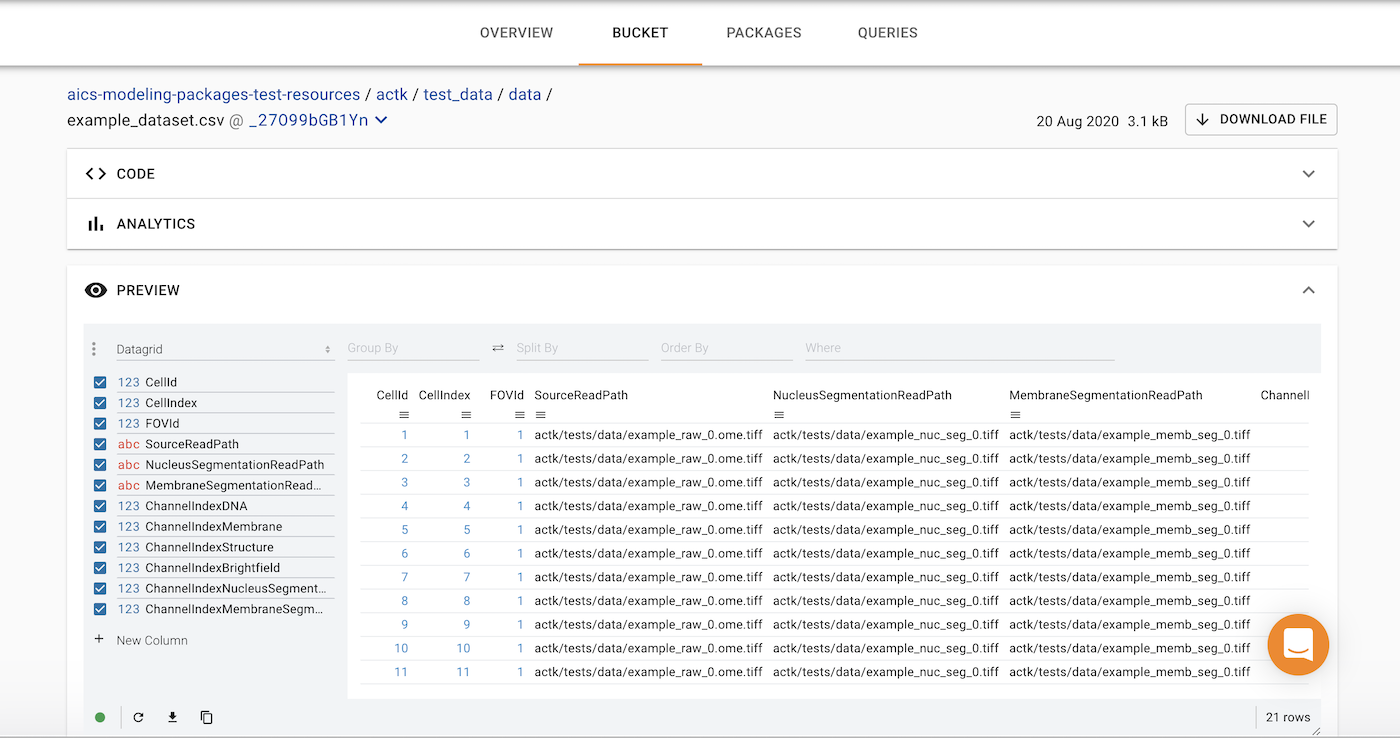 OVERVIEW BUCKET PACKAGES QUERIES
aics-modeling-packages-test-resources / actk / test_data / data /
example_dataset.csv @ _27O99bGB1Yn
20 Aug 2020 3.1 kB DOWNLOAD FILE
CODE
ANALYTICS
PREVIEW
Datagrid Group By Split By Order By Where
123 CellId
123 CellIndex
123 FOVId
abc SourceReadPath
abc NucleusSegmentationReadPath
abc MembraneSegmentationRead...
123 ChannelIndexDNA
123 ChannelIndexMembrane
123 ChannelIndexStructure
123 ChannelIndexBrightfield
123 ChannelIndexNucleusSegment...
123 ChannelIndexMembraneSegm...
+ New Column
CellId CellIndex FOVId SourceReadPath NucleusSegmentationReadPath MembraneSegmentationReadPath Channell
1 1 1 actk/tests/data/example_raw_0.ome.tiff actk/tests/data/example_nuc_seg_0.tiff actk/tests/data/example_memb_seg_0.tiff
2 2 1 actk/tests/data/example_raw_0.ome.tiff actk/tests/data/example_nuc_seg_0.tiff actk/tests/data/example_memb_seg_0.tiff
3 3 1 actk/tests/data/example_raw_0.ome.tiff actk/tests/data/example_nuc_seg_0.tiff actk/tests/data/example_memb_seg_0.tiff
4 4 1 actk/tests/data/example_raw_0.ome.tiff actk/tests/data/example_nuc_seg_0.tiff actk/tests/data/example_memb_seg_0.tiff
5 5 1 actk/tests/data/example_raw_0.ome.tiff actk/tests/data/example_nuc_seg_0.tiff actk/tests/data/example_memb_seg_0.tiff
6 6 1 actk/tests/data/example_raw_0.ome.tiff actk/tests/data/example_nuc_seg_0.tiff actk/tests/data/example_memb_seg_0.tiff
7 7 1 actk/tests/data/example_raw_0.ome.tiff actk/tests/data/example_nuc_seg_0.tiff actk/tests/data/example_memb_seg_0.tiff
8 8 1 actk/tests/data/example_raw_0.ome.tiff actk/tests/data/example_nuc_seg_0.tiff actk/tests/data/example_memb_seg_0.tiff
9 9 1 actk/tests/data/example_raw_0.ome.tiff actk/tests/data/example_nuc_seg_0.tiff actk/tests/data/example_memb_seg_0.tiff
10 10 1 actk/tests/data/example_raw_0.ome.tiff actk/tests/data/example_nuc_seg_0.tiff actk/tests/data/example_memb_seg_0.tiff
11 11 1 actk/tests/data/example_raw_0.ome.tiff actk/tests/data/example_nuc_seg_0.tiff actk/tests/data/example_memb_seg_0.tiff
21 rows